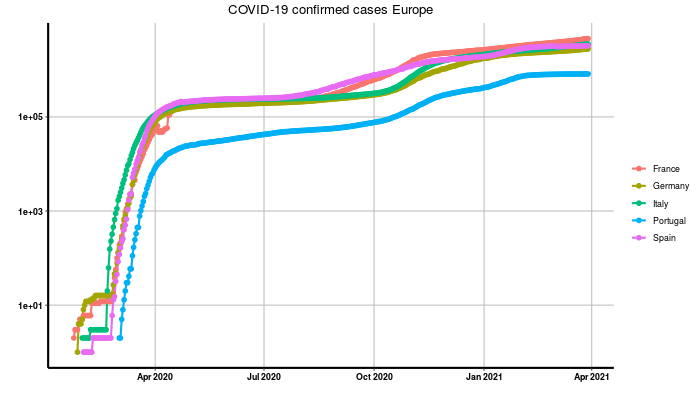 COVID-19 confirmed cases Europe
1e+05
1e+03
1e+01
Apr 2020
Jul 2020
Oct 2020
Jan 2021
Apr 2021
France
Germany
Italy
Portugal
Spain